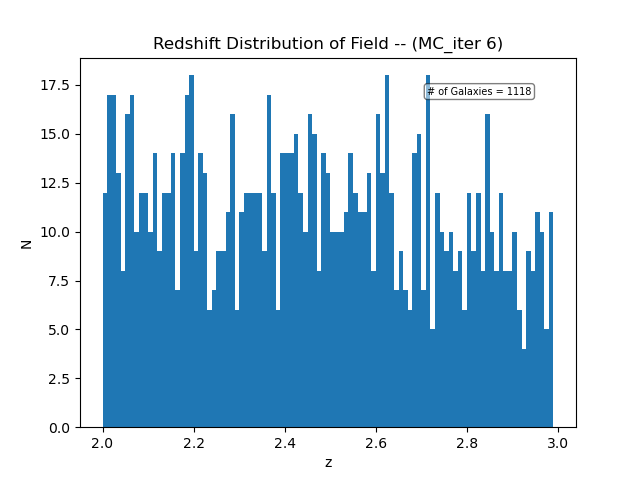 Redshift Distribution of Field -- (MC_iter 6)
# of Galaxies = 1118
17.5
15.0
12.5
10.0
7.5
5.0
2.5
0.0
N
2.0 2.2 2.4 2.6 2.8 3.0
z